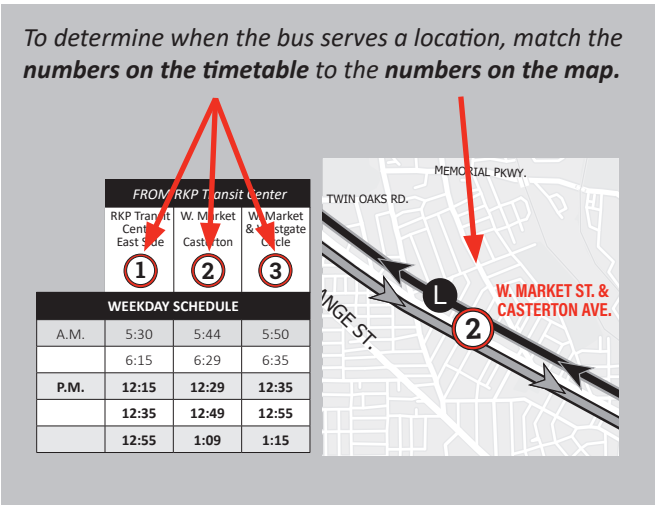 To determine when the bus serves a location, match the
numbers on the timetable to the numbers on the map.
FROM RKP Transit Center
RKP Transit Center East Side
W. Market Casterton
W. Market & Westgate Circle
1 2 3
WEEKDAY SCHEDULE
A.M. 5:30 5:44 5:50
6:15 6:29 6:35
P.M. 12:15 12:29 12:35
12:35 12:49 12:55
12:55 1:09 1:15
MEMORIAL PKWY.
TWIN OAKS RD.
L
W. MARKET ST. &
CASTERTON AVE.
2
ANGE ST.